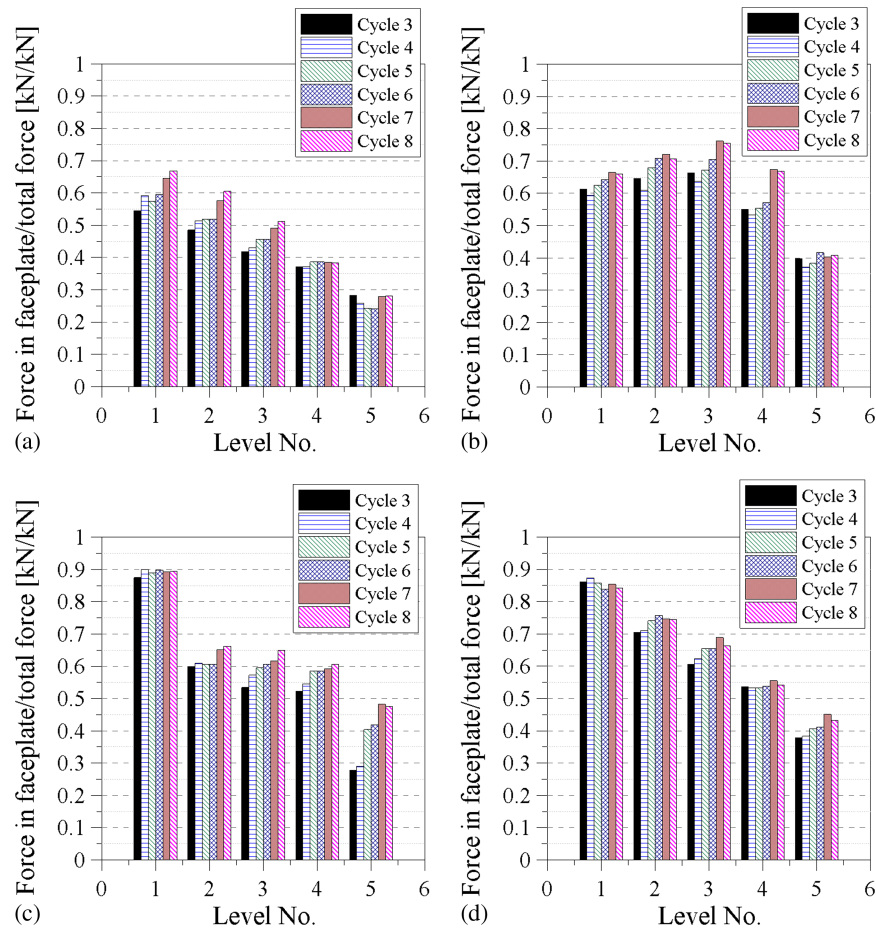 Cycle 3
Cycle 4
Cycle 5
Cycle 6
Cycle 7
Cycle 8
Force in faceplate/total force [kN/kN]
1
0.9
0.8
0.7
0.6
0.5
0.4
0.3
0.2
0.1
0
0 1 2 3 4 5 6
(a) Level No.
Cycle 3
Cycle 4
Cycle 5
Cycle 6
Cycle 7
Cycle 8
Force in faceplate/total force [kN/kN]
1
0.9
0.8
0.7
0.6
0.5
0.4
0.3
0.2
0.1
0
0 1 2 3 4 5 6
(b) Level No.
Cycle 3
Cycle 4
Cycle 5
Cycle 6
Cycle 7
Cycle 8
Force in faceplate/total force [kN/kN]
1
0.9
0.8
0.7
0.6
0.5
0.4
0.3
0.2
0.1
0
0 1 2 3 4 5 6
(c) Level No.
Cycle 3
Cycle 4
Cycle 5
Cycle 6
Cycle 7
Cycle 8
Force in faceplate/total force [kN/kN]
1
0.9
0.8
0.7
0.6
0.5
0.4
0.3
0.2
0.1
0
0 1 2 3 4 5 6
(d) Level No.